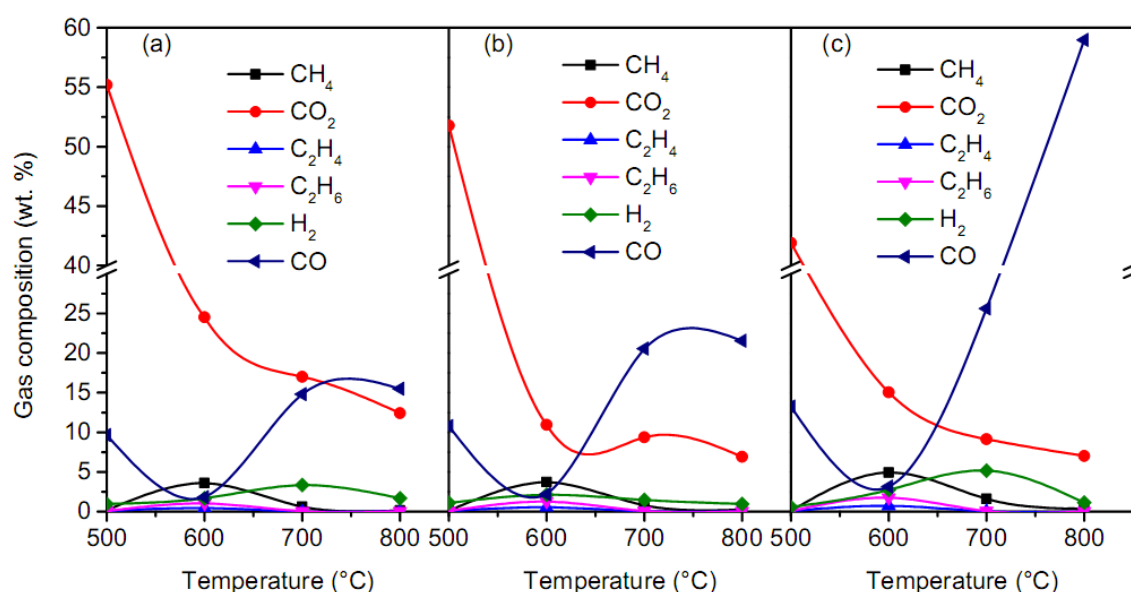 Gas composition (wt. %)
60
55
50
45
40
25
20
15
10
5
0
(a)
CH4
CO2
C2H4
C2H6
H2
CO
500 600 700 800
Temperature (°C)
(b)
CH4
CO2
C2H4
C2H6
H2
CO
500 600 700 800
Temperature (°C)
(c)
CH4
CO2
C2H4
C2H6
H2
CO
500 600 700 800
Temperature (°C)